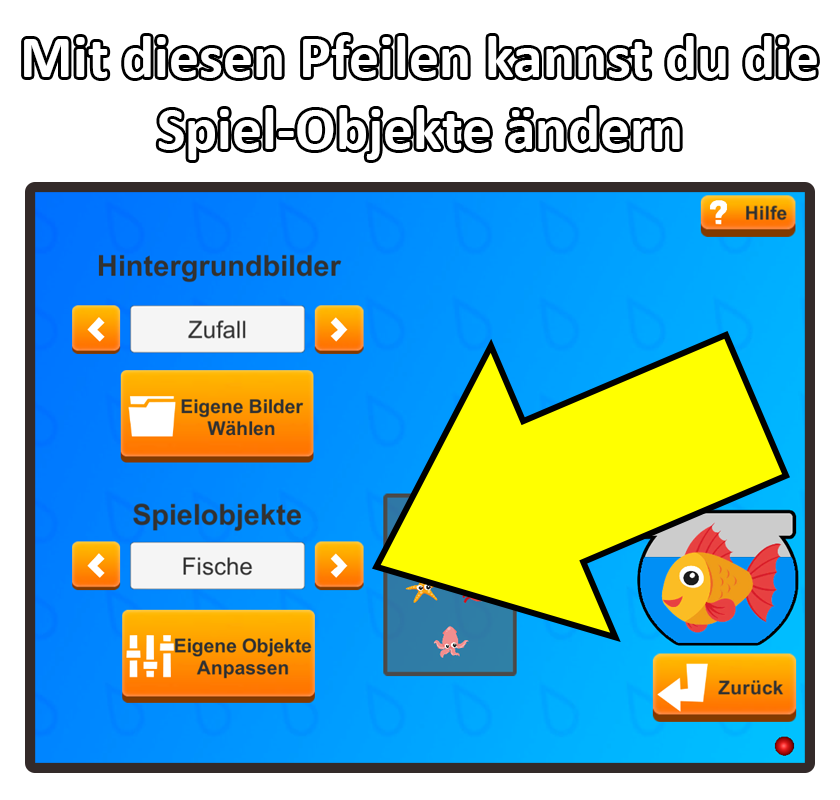 Mit diesen Pfeilen kannst du die
Spiel-Objekte ändern
? Hilfe
Hintergrundbilder
Zufall
Eigene Bilder
Wählen
Spielobjekte
Fische
Eigene Objekte
Anpassen
Zurück